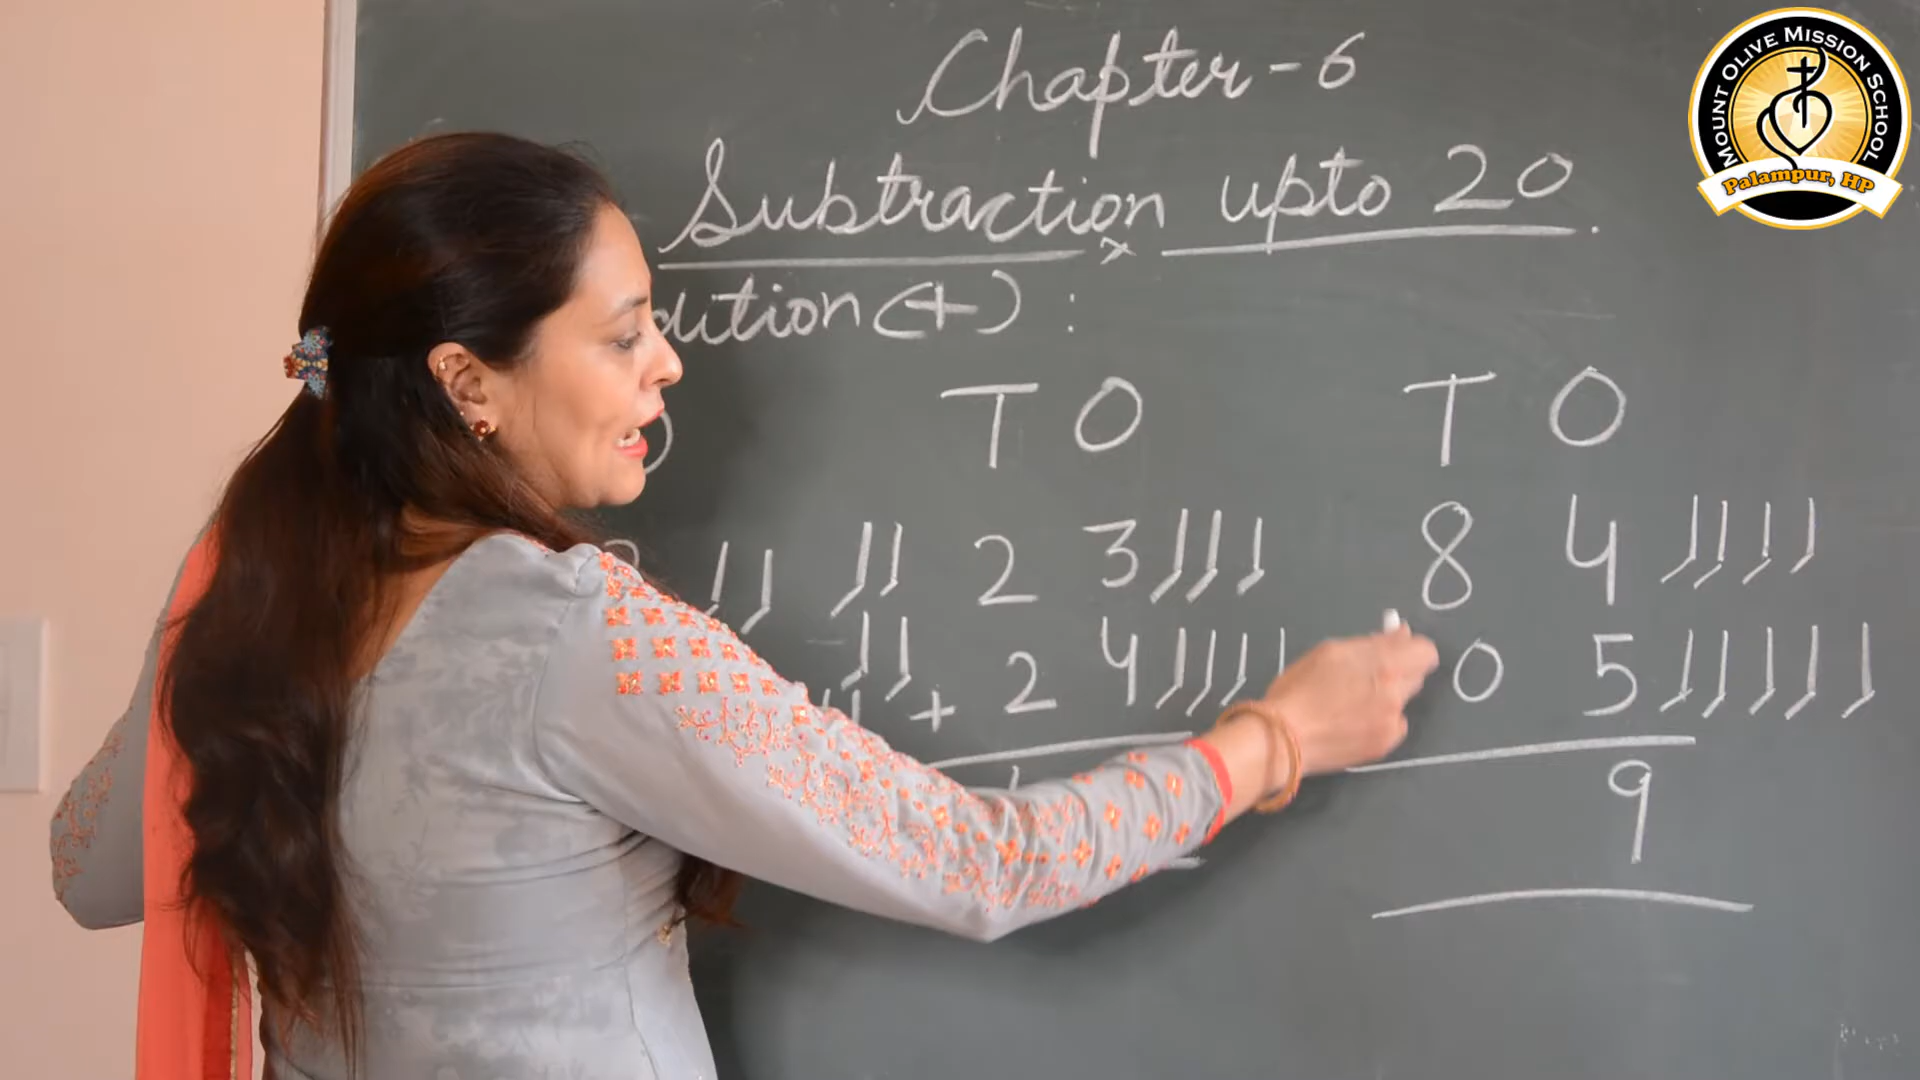 Chapter-6
Subtraction upto 20.
dition (+) :
T O T O
2 3 8 4
+ 2 4 0 5
9
MOUNT OLIVE MISSION SCHOOL
Palampur, HP